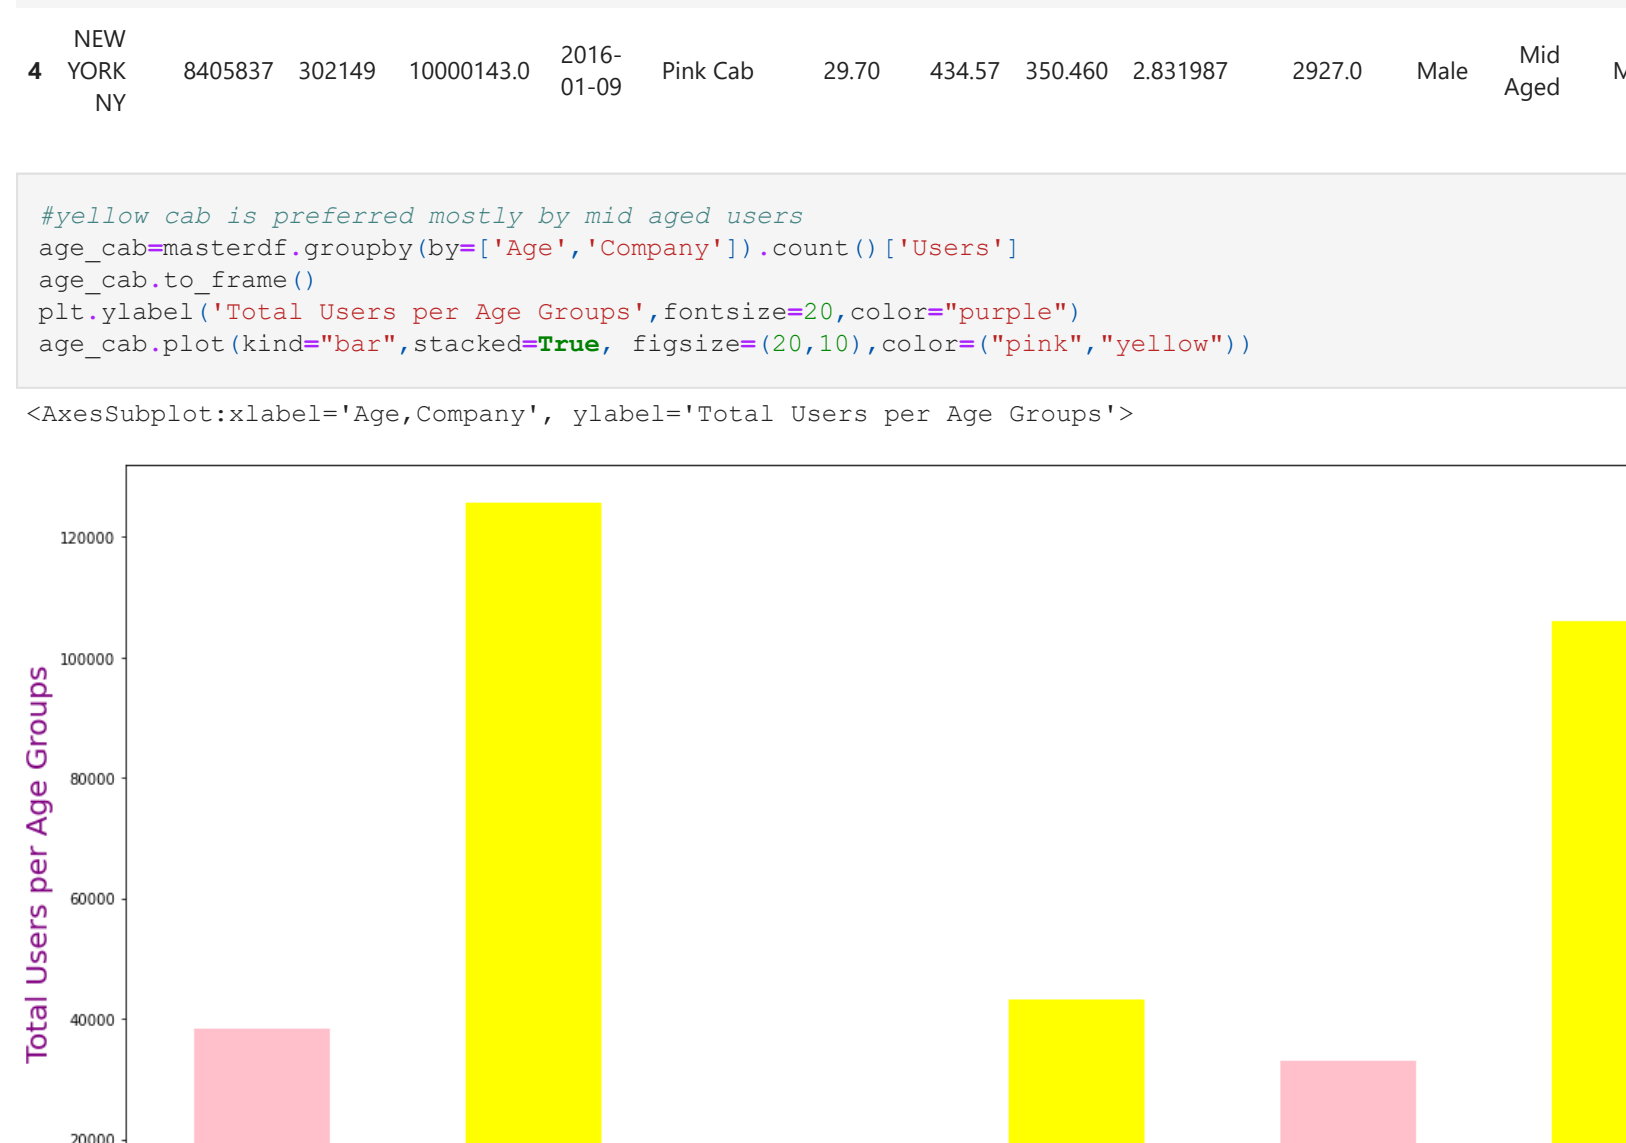 NEW
4 YORK 8405837 302149 10000143.0 2016- Pink Cab 29.70 434.57 350.460 2.831987 2927.0 Male Mid
NY 01-09 Aged
#yellow cab is preferred mostly by mid aged users
age_cab=masterdf.groupby(by=['Age','Company']).count()['Users']
age_cab.to_frame()
plt.ylabel('Total Users per Age Groups',fontsize=20,color="purple")
age_cab.plot(kind="bar",stacked=True, figsize=(20,10),color=("pink","yellow"))
<AxesSubplot:xlabel='Age,Company', ylabel='Total Users per Age Groups'>
Total Users per Age Groups
120000
100000
80000
60000
40000
20000